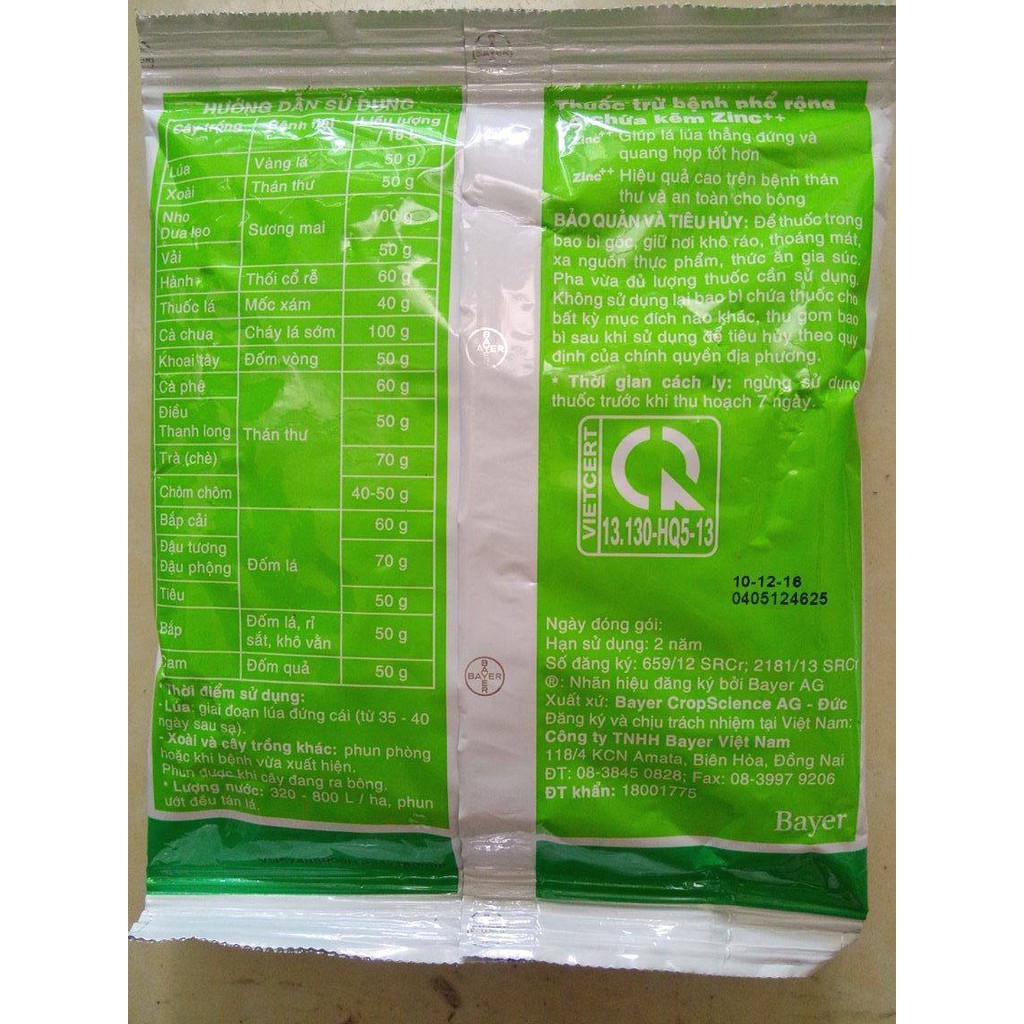 BAYER
HƯỚNG DẪN SỬ DỤNG
Cây trồng Bệnh hại Liều lượng
/ 16 L
Lúa Vàng lá 50 g
Xoài Thán thư 50 g
Nho
Dưa leo Sương mai 100 g
Vải 50 g
Hành Thối cổ rễ 60 g
Thuốc lá Mốc xám 40 g
Cà chua Cháy lá sớm 100 g
Khoai tây Đốm vòng 50 g
Cà phê 60 g
Điều
Thanh long Thán thư 50 g
Trà (chè) 70 g
Chôm chôm 40-50 g
Bắp cải 60 g
Đậu tương
Đậu phộng Đốm lá 70 g
Tiêu 50 g
Bắp Đốm lá, rỉ
sắt, khô vằn 50 g
Cam Đốm quả 50 g
* Thời điểm sử dụng:
- Lúa: giai đoạn lúa đứng cái (từ 35 - 40
ngày sau sạ).
- Xoài và cây trồng khác: phun phòng
hoặc khi bệnh vừa xuất hiện.
Phun được khi cây đang ra bông.
* Lượng nước: 320 - 800 L / ha, phun
ướt đều tán lá.
BAYER
BAYER
BAYER
BAYER
Thuốc trừ bệnh phổ rộng
chứa kẽm Zinc++
Zinc++ Giúp lá lúa thẳng đứng và
quang hợp tốt hơn
Zinc++ Hiệu quả cao trên bệnh thán
thư và an toàn cho bông
BẢO QUẢN VÀ TIÊU HỦY: Để thuốc trong
bao bì gốc, giữ nơi khô ráo, thoáng mát,
xa nguồn thực phẩm, thức ăn gia súc.
Pha vừa đủ lượng thuốc cần sử dụng.
Không sử dụng lại bao bì chứa thuốc cho
bất kỳ mục đích nào khác, thu gom bao
bì sau khi sử dụng để tiêu hủy theo quy
định của chính quyền địa phương.
* Thời gian cách ly: ngừng sử dụng
thuốc trước khi thu hoạch 7 ngày.
VIETCERT
13.130-HQ5-13
10-12-16
0405124625
Ngày đóng gói:
Hạn sử dụng: 2 năm
Số đăng ký: 659/12 SRCr; 2181/13 SRCr
®: Nhãn hiệu đăng ký bởi Bayer AG
Xuất xứ: Bayer CropScience AG - Đức
Đăng ký và chịu trách nhiệm tại Việt Nam:
Công ty TNHH Bayer Việt Nam
118/4 KCN Amata, Biên Hòa, Đồng Nai
ĐT: 08-3845 0828; Fax: 08-3997 9206
ĐT khẩn: 18001775
Bayer